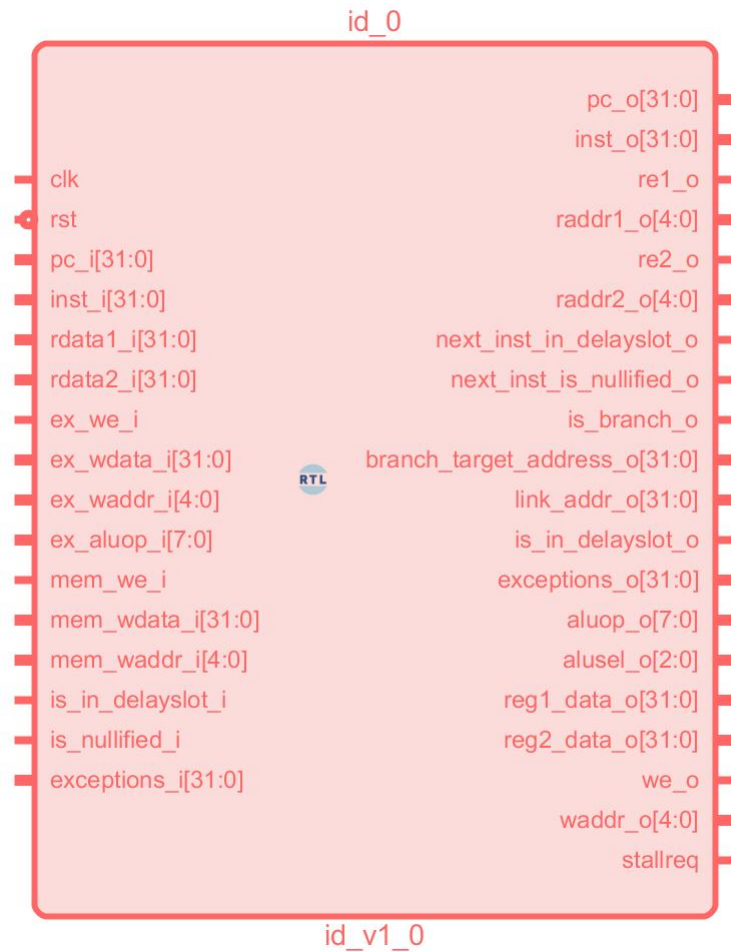 id_0
clk
rst
pc_i[31:0]
inst_i[31:0]
rdata1_i[31:0]
rdata2_i[31:0]
ex_we_i
ex_wdata_i[31:0]
ex_waddr_i[4:0]
ex_aluop_i[7:0]
mem_we_i
mem_wdata_i[31:0]
mem_waddr_i[4:0]
is_in_delayslot_i
is_nullified_i
exceptions_i[31:0]
RTL
pc_o[31:0]
inst_o[31:0]
re1_o
raddr1_o[4:0]
re2_o
raddr2_o[4:0]
next_inst_in_delayslot_o
next_inst_is_nullified_o
is_branch_o
branch_target_address_o[31:0]
link_addr_o[31:0]
is_in_delayslot_o
exceptions_o[31:0]
aluop_o[7:0]
alusel_o[2:0]
reg1_data_o[31:0]
reg2_data_o[31:0]
we_o
waddr_o[4:0]
stallreq
id_v1_0